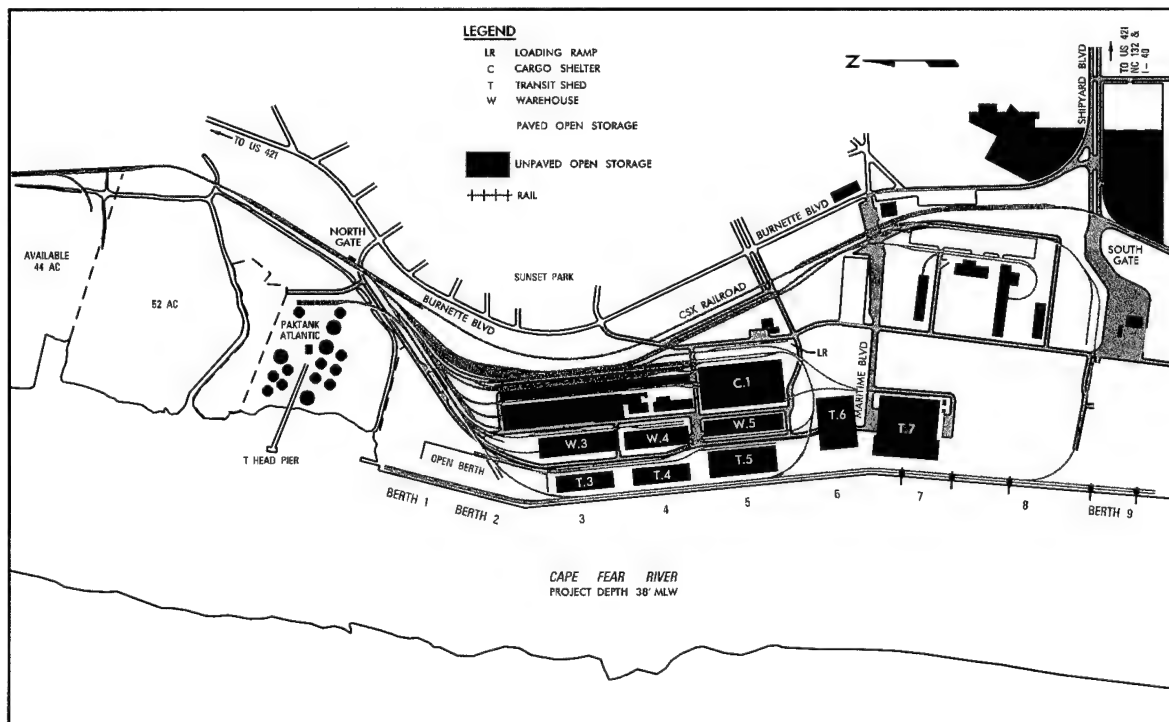 LEGEND
LR LOADING RAMP
C CARGO SHELTER
T TRANSIT SHED
W WAREHOUSE
PAVED OPEN STORAGE
UNPAVED OPEN STORAGE
RAIL
Z
SHIPYARD BLVD
TO US 421
NC 132 &
I-40
TO US 421
NORTH
GATE
SUNSET PARK
BURNETTE BLVD
BURNETTE BLVD
CSX RAILROAD
SOUTH
GATE
AVAILABLE
44 AC
52 AC
PAKTANK
ATLANTIC
T HEAD PIER
LR
MARITIME BLVD
C.1
W.3
W.4
W.5
T.6
T.7
OPEN BERTH
T.3
T.4
T.5
BERTH 1
BERTH 2
3
4
5
6
7
8
BERTH 9
CAPE FEAR RIVER
PROJECT DEPTH 38' MLW